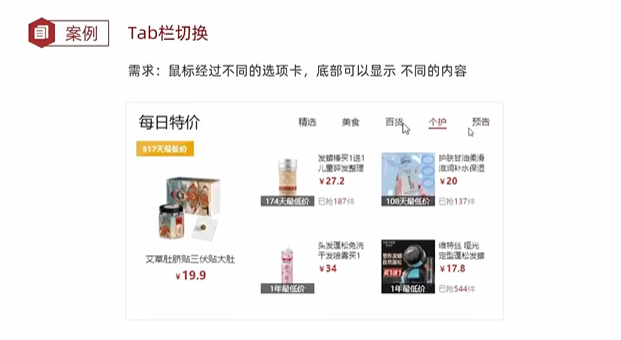 案例
Tab栏切换
需求：鼠标经过不同的选项卡，底部可以显示 不同的内容
每日特价
精选
美食
百货
个护
预告
317天最低价
艾草肚脐贴三伏贴大肚
¥19.9
174天最低价
发蜡棒买1送1
儿童碎发整理
¥27.2
已抢187件
108天最低价
护肤甘油柔滑
滋润补水保湿
¥20
已抢137件
1年最低价
头发蓬松免洗
干发喷雾买1
¥34
买1送1
1年最低价
维特丝 哑光
定型蓬松发蜡
¥17.8
已抢544件